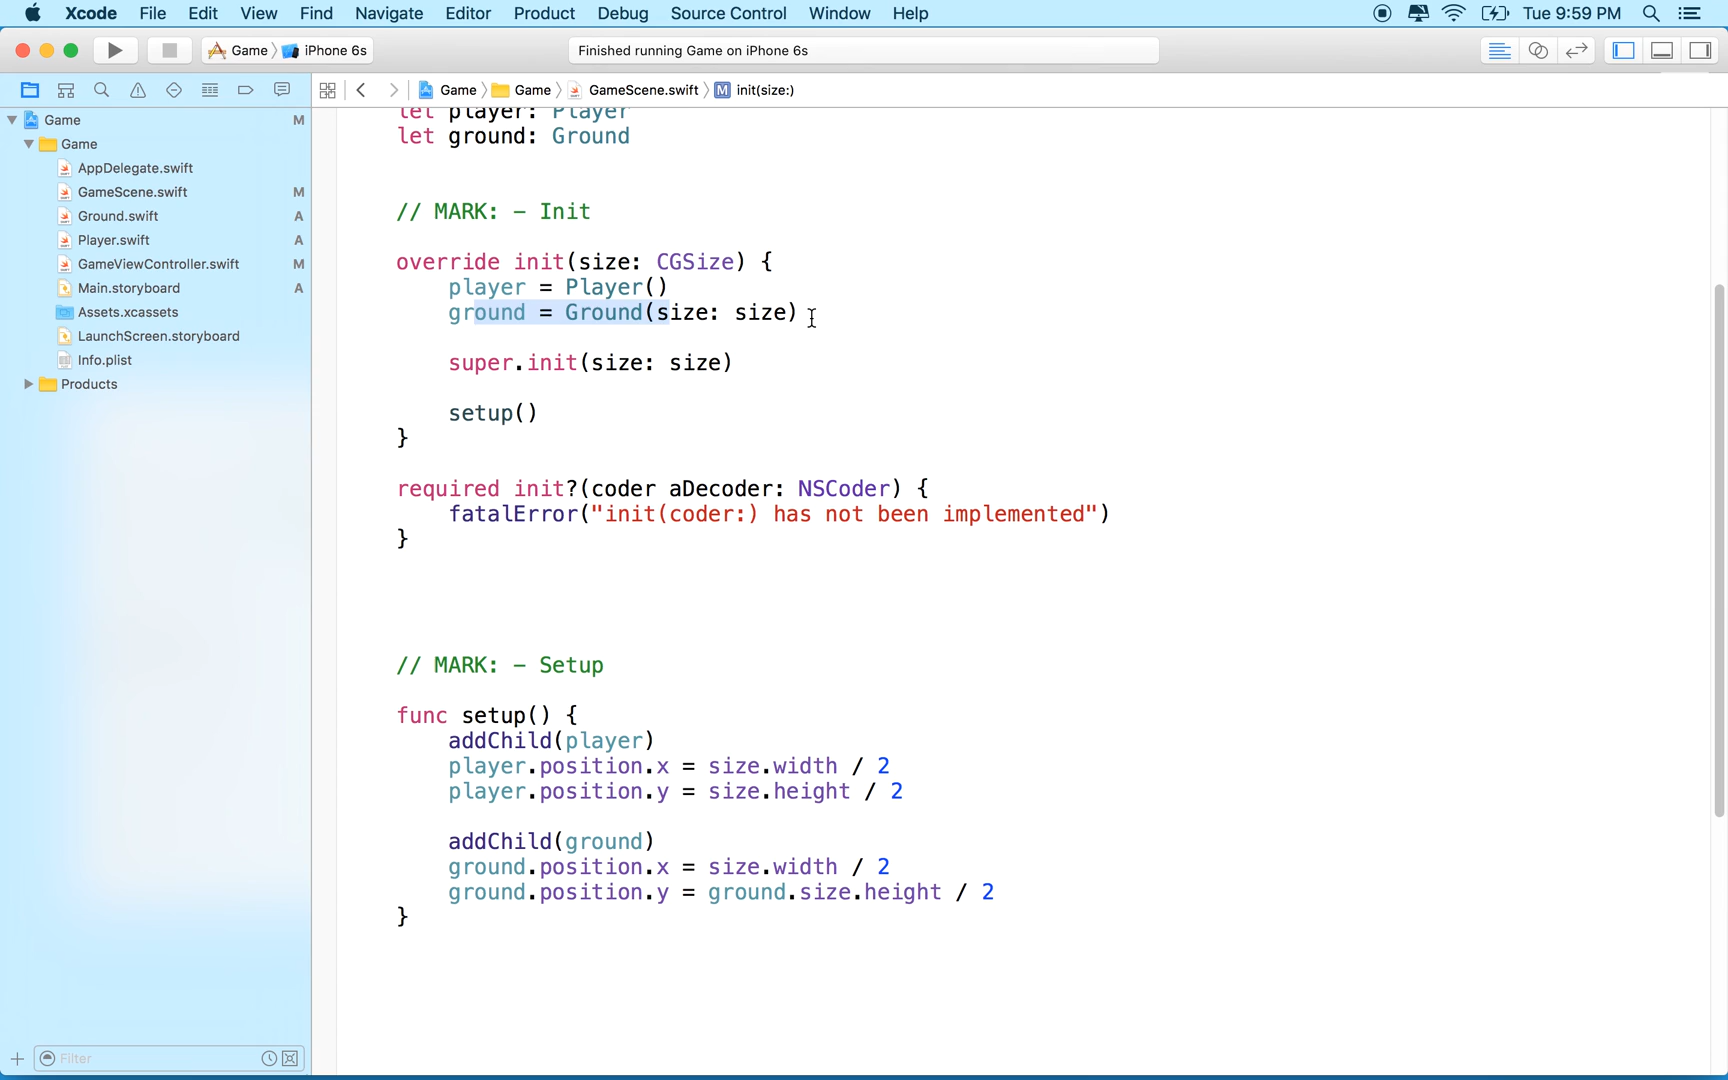 Xcode File Edit View Find Navigate Editor Product Debug Source Control Window Help Tue 9:59 PM
Game iPhone 6s Finished running Game on iPhone 6s
Game Game GameScene.swift M init(size:)
Game M
Game
AppDelegate.swift
GameScene.swift M
Ground.swift A
Player.swift A
GameViewController.swift M
Main.storyboard A
Assets.xcassets
LaunchScreen.storyboard
Info.plist
Products
Filter
let player: Player
let ground: Ground
// MARK: - Init
override init(size: CGSize) {
player = Player()
ground = Ground(size: size)
super.init(size: size)
setup()
}
required init?(coder aDecoder: NSCoder) {
fatalError("init(coder:) has not been implemented")
}
// MARK: - Setup
func setup() {
addChild(player)
player.position.x = size.width / 2
player.position.y = size.height / 2
addChild(ground)
ground.position.x = size.width / 2
ground.position.y = ground.size.height / 2
}